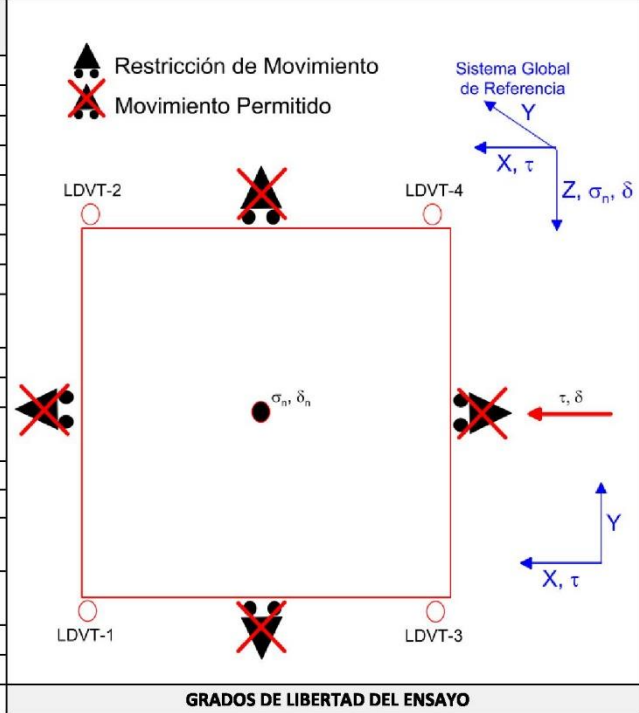 Restricción de Movimiento
Movimiento Permitido
Sistema Global
de Referencia
Y
X, τ
Z, σn, δ
LDVT-2
LDVT-4
σn, δn
τ, δ
Y
X, τ
LDVT-1
LDVT-3
GRADOS DE LIBERTAD DEL ENSAYO